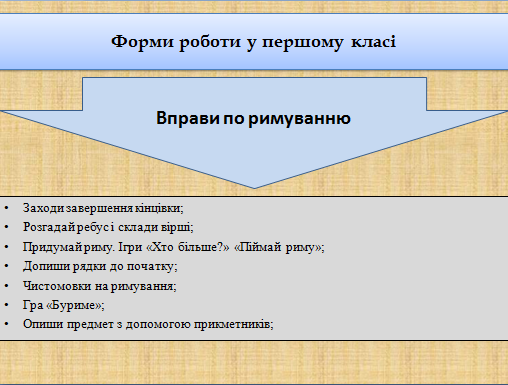 Форми роботи у першому класі
Вправи по римуванню
• Заходи завершення кінцівки;
• Розгадай ребус і склади вірші;
• Придумай риму. Ігри «Хто більше?» «Піймай риму»;
• Допиши рядки до початку;
• Чистомовки на римування;
• Гра «Буриме»;
• Опиши предмет з допомогою прикметників;